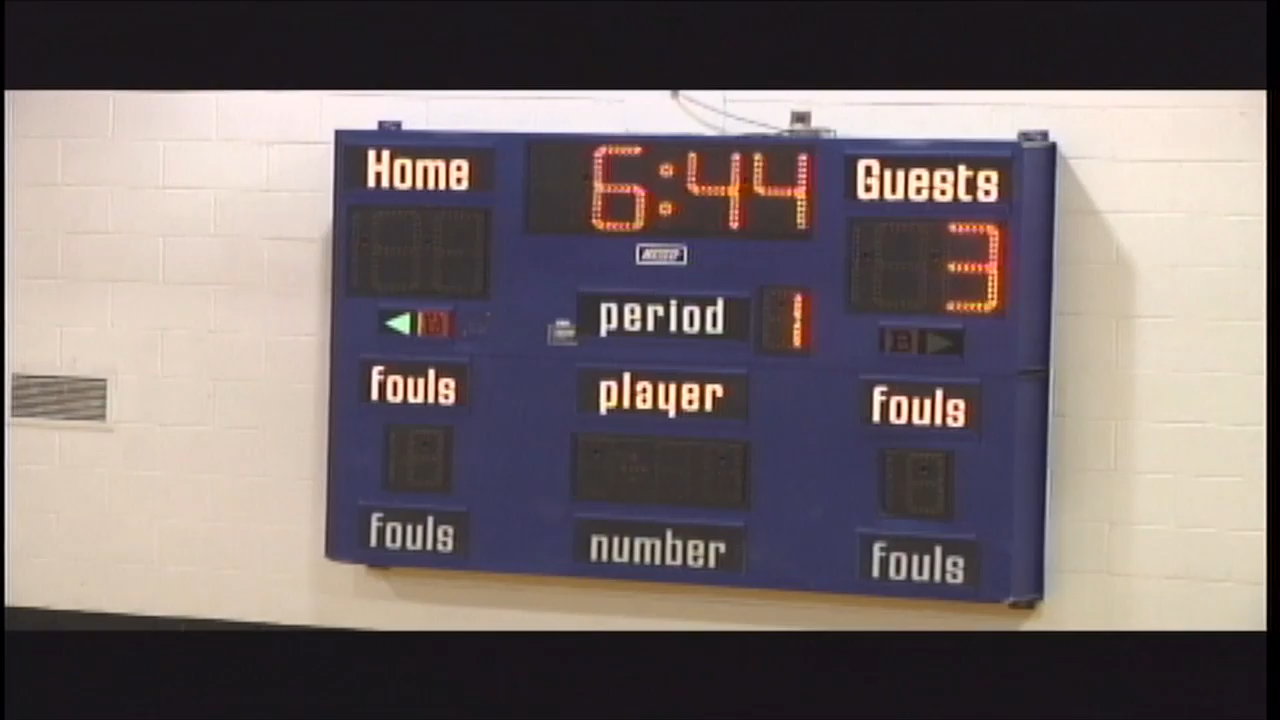 Home 6:44 Guests
3
period 1
B
fouls player fouls
fouls number fouls